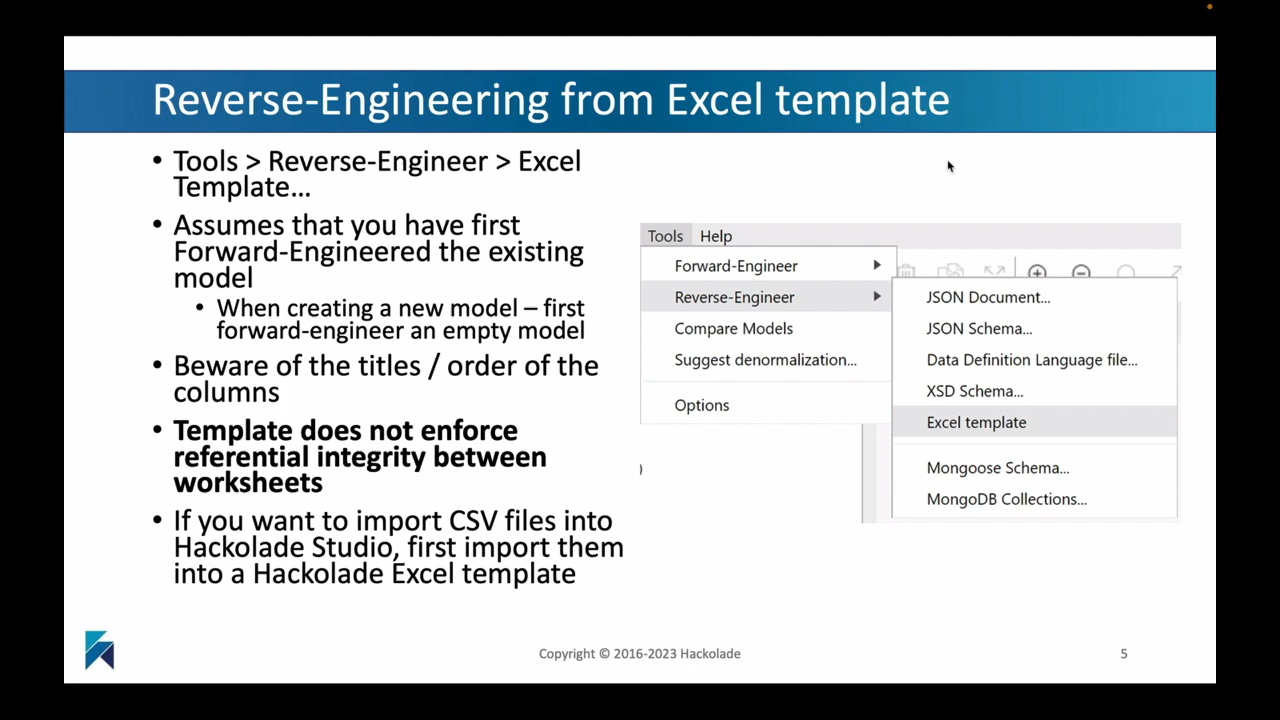 Reverse-Engineering from Excel template
• Tools > Reverse-Engineer > Excel
Template…
• Assumes that you have first
Forward-Engineered the existing
model
• When creating a new model – first
forward-engineer an empty model
• Beware of the titles / order of the
columns
• Template does not enforce
referential integrity between
worksheets
• If you want to import CSV files into
Hackolade Studio, first import them
into a Hackolade Excel template
Tools Help
Forward-Engineer
Reverse-Engineer
Compare Models
Suggest denormalization...
Options
JSON Document...
JSON Schema...
Data Definition Language file...
XSD Schema...
Excel template
Mongoose Schema...
MongoDB Collections...
)
Copyright © 2016-2023 Hackolade
5